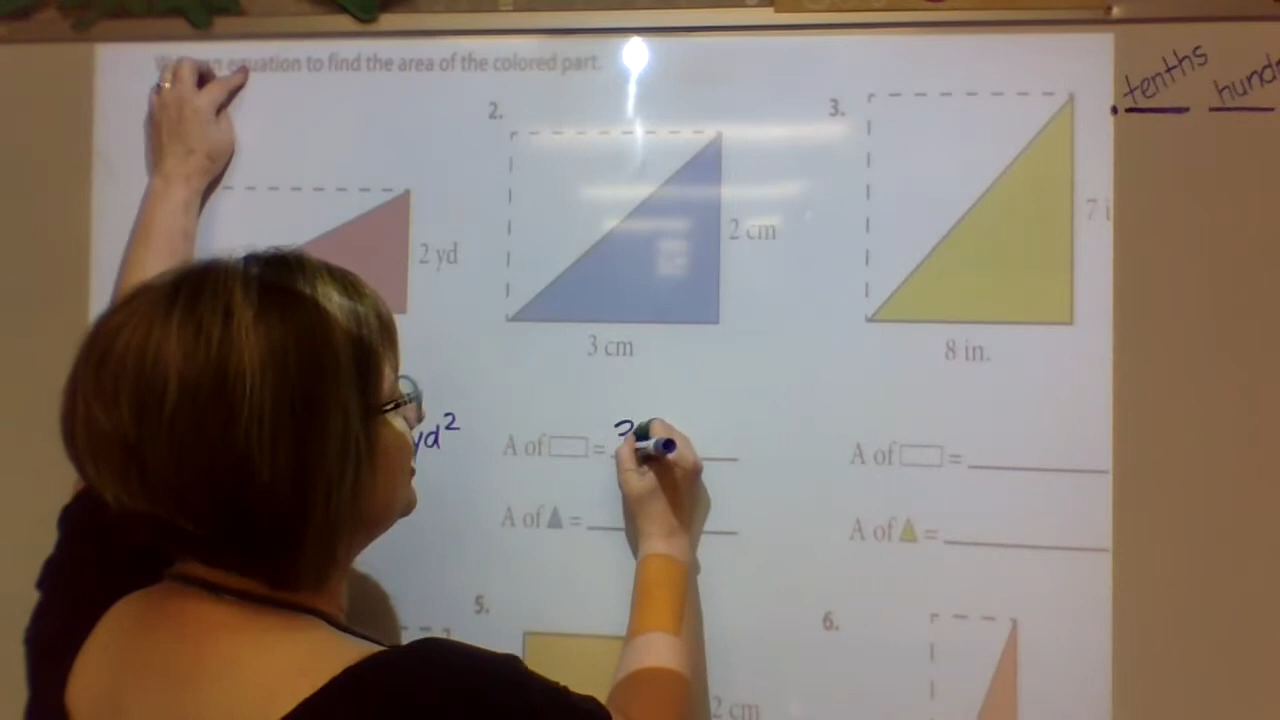 equation to find the area of the colored part.
tenths
2.
3.
2 yd
2 cm
7
3 cm
8 in.
yd²
A of ▭ =
A of ▭ =
A of △ =
A of △ =
5.
6.
2 cm